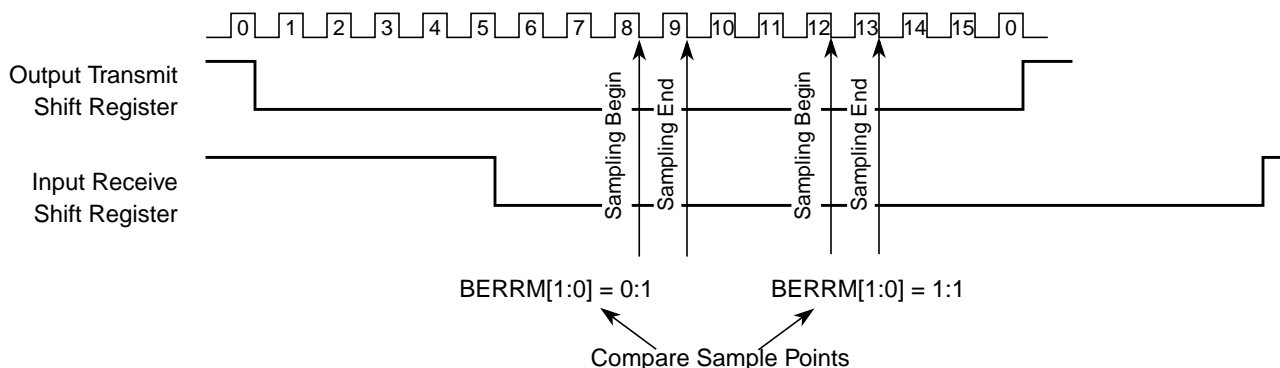 0 1 2 3 4 5 6 7 8 9 10 11 12 13 14 15 0
Output Transmit
Shift Register
Input Receive
Shift Register
Sampling Begin
Sampling End
Sampling Begin
Sampling End
BERRM[1:0] = 0:1
BERRM[1:0] = 1:1
Compare Sample Points